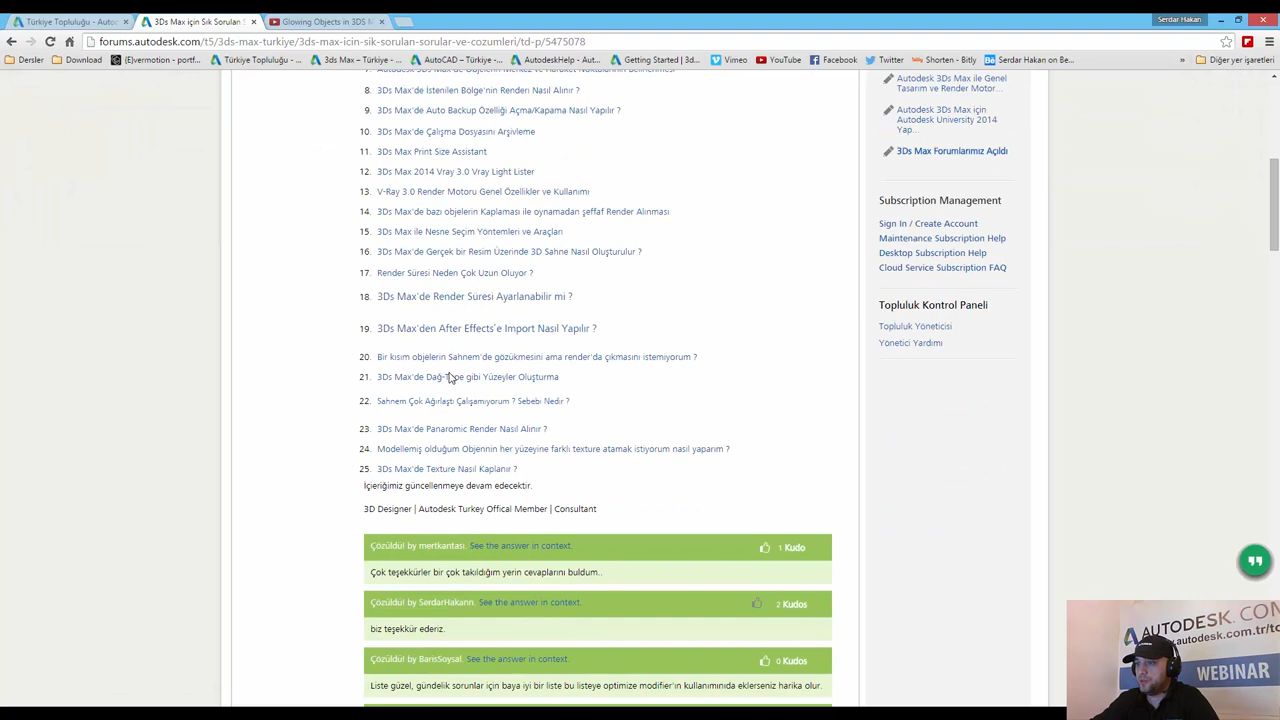 Türkiye Topluluğu - Autod
3Ds Max için Sık Sorulan S
Glowing Objects in 3DS M
Serdar Hakan
forums.autodesk.com/t5/3ds-max-turkiye/3ds-max-icin-sik-sorulan-sorular-ve-cozumleri/td-p/5475078
Dersler
Download
(El)vermotion - portf...
Türkiye Topluluğu - ...
3ds Max – Türkiye - ...
AutoCAD – Türkiye - ...
AutodeskHelp - Aut...
Getting Started | 3d...
Vimeo
YouTube
Facebook
Twitter
Shorten - Bitly
Serdar Hakan on Be...
»
Diğer yer işaretleri
8. 3Ds Max'de İstenilen Bölge'nin Renderı Nasıl Alınır ?
9. 3Ds Max'de Auto Backup Özelliği Açma/Kapama Nasıl Yapılır ?
10. 3Ds Max'de Çalışma Dosyasını Arşivleme
11. 3Ds Max Print Size Assistant
12. 3Ds Max 2014 Vray 3.0 Vray Light Lister
13. V-Ray 3.0 Render Motoru Genel Özellikler ve Kullanımı
14. 3Ds Max'de bazı objelerin Kaplaması ile oynamadan şeffaf Render Alınması
15. 3Ds Max ile Nesne Seçim Yöntemleri ve Araçları
16. 3Ds Max'de Gerçek bir Resim Üzerinde 3D Sahne Nasıl Oluşturulur ?
17. Render Süresi Neden Çok Uzun Oluyor ?
18. 3Ds Max'de Render Süresi Ayarlanabilir mi ?
19. 3Ds Max'den After Effects'e Import Nasıl Yapılır ?
20. Bir kısım objelerin Sahnem'de gözükmesini ama render'da çıkmasını istemiyorum ?
21. 3Ds Max'de Dağ-Tepe gibi Yüzeyler Oluşturma
22. Sahnem Çok Ağırlaştı Çalışamıyorum ? Sebebi Nedir ?
23. 3Ds Max'de Panaromic Render Nasıl Alınır ?
24. Modellemiş olduğum Objennin her yüzeyine farklı texture atamak istiyorum nasıl yaparım ?
25. 3Ds Max'de Texture Nasıl Kaplanır ?
İçieriğimiz güncellenmeye devam edecektir.
3D Designer | Autodesk Turkey Offical Member | Consultant
Çözüldü! by mertkantası. See the answer in context.
1 Kudo
Çok teşekkürler bir çok takıldığım yerin cevaplarını buldum..
Çözüldü! by SerdarHakann. See the answer in context.
2 Kudos
biz teşekkür ederiz.
Çözüldü! by BarisSoysal. See the answer in context.
0 Kudos
Liste güzel, gündelik sorunlar için baya iyi bir liste bu listeye optimize modifier'ın kullanımınıda eklerseniz harika olur.
Autodesk 3Ds Max ile Genel
Tasarım ve Render Motor...
Autodesk 3Ds Max için
Autodesk University 2014
Yap...
3Ds Max Forumlarımız Açıldı
Subscription Management
Sign In / Create Account
Maintenance Subscription Help
Desktop Subscription Help
Cloud Service Subscription FAQ
Topluluk Kontrol Paneli
Topluluk Yöneticisi
Yönetici Yardımı
AUTODESK.COM
www.autodesk.com.tr/to
WEBINAR